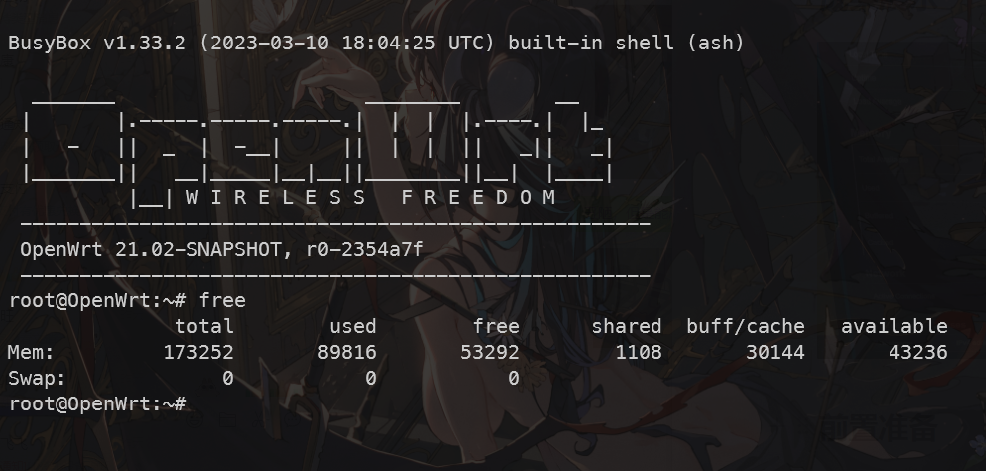 BusyBox v1.33.2 (2023-03-10 18:04:25 UTC) built-in shell (ash)
  _______                     ________        __
 |       |.-----.-----.-----.|  |  |  |.----.|  |_
 |   -   ||  _  |  -__|     ||  |  |  ||   _||   _|
 |_______||   __|_____|__|__||________||__|  |____|
          |__| W I R E L E S S   F R E E D O M
 -----------------------------------------------------
 OpenWrt 21.02-SNAPSHOT, r0-2354a7f
 -----------------------------------------------------
root@OpenWrt:~# free
              total        used        free      shared  buff/cache   available
Mem:         173252       89816       53292        1108       30144       43236
Swap:             0           0           0
root@OpenWrt:~#